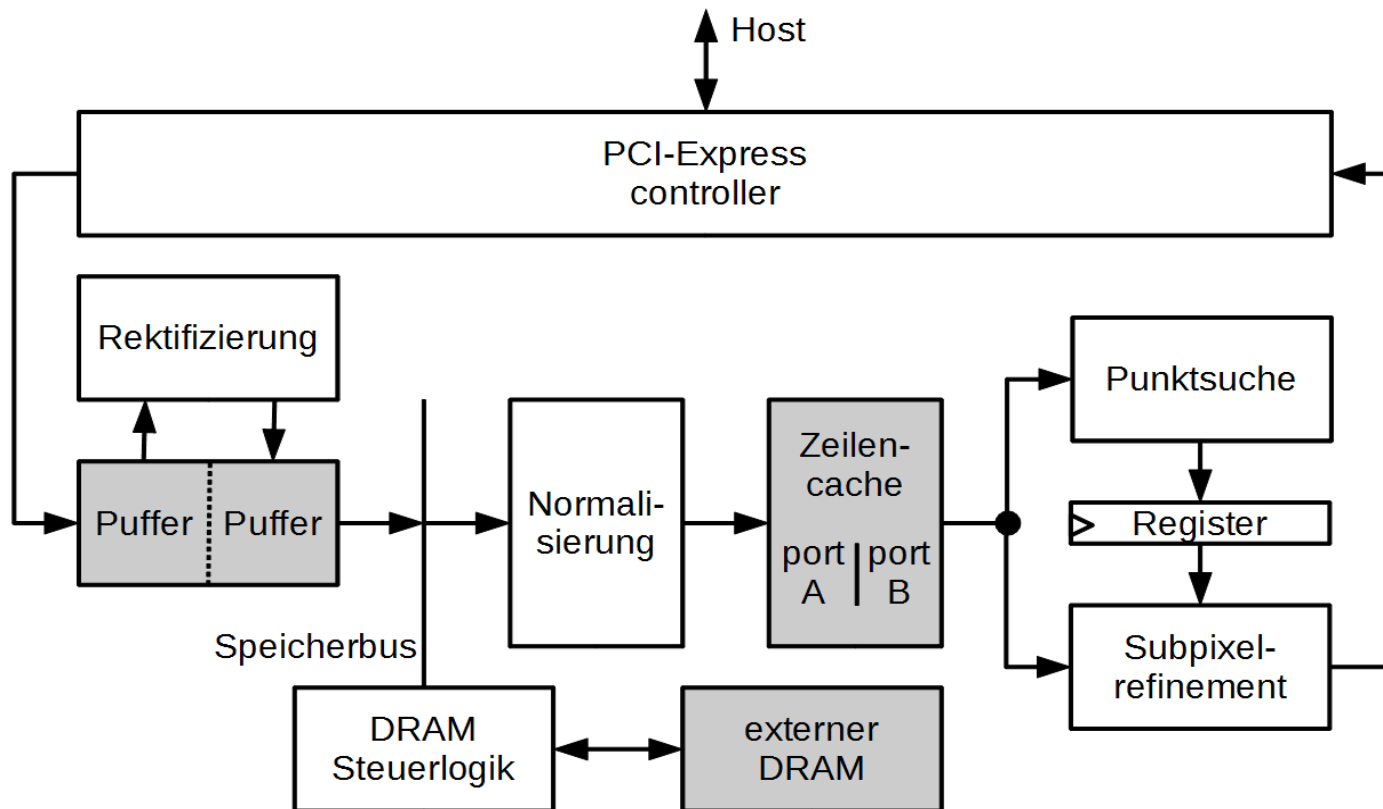 Host
PCI-Express
controller
Rektifizierung
Puffer
Puffer
Speicherbus
DRAM
Steuerlogik
externer
DRAM
Normali-
sierung
Zeilen-
cache
port
A
port
B
Punktsuche
Register
Subpixel-
refinement